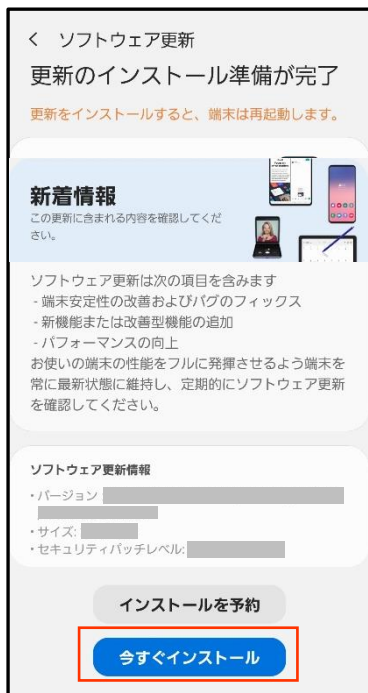 < ソフトウェア更新
更新のインストール準備が完了
更新をインストールすると、端末は再起動します。
新着情報
この更新に含まれる内容を確認してくだ
さい。
ソフトウェア更新は次の項目を含みます
- 端末安定性の改善およびバグのフィックス
- 新機能または改善型機能の追加
- パフォーマンスの向上
お使いの端末の性能をフルに発揮させるよう端末を
常に最新状態に維持し、定期的にソフトウェア更新
を確認してください。
ソフトウェア更新情報
・バージョン
・サイズ:
・セキュリティパッチレベル:
インストールを予約
今すぐインストール